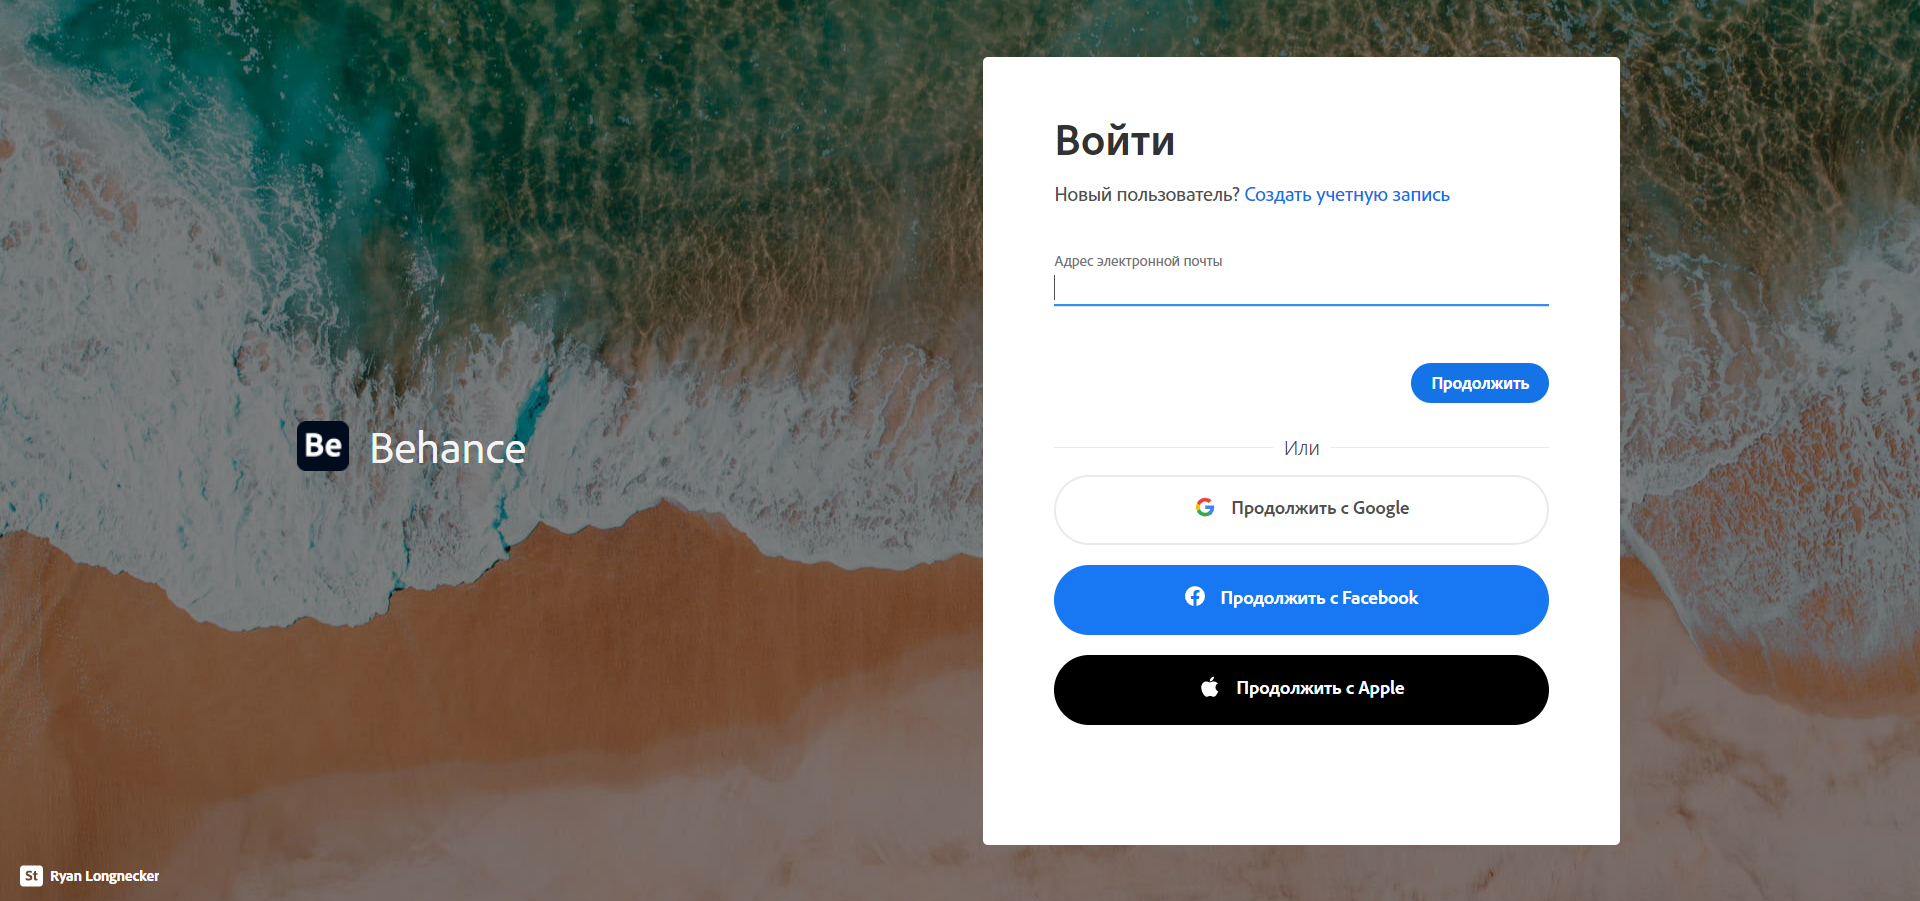 Войти
Новый пользователь? Создать учетную запись
Адрес электронной почты
Продолжить
Be Behance
Или
Продолжить с Google
Продолжить с Facebook
Продолжить с Apple
St Ryan Longnecker